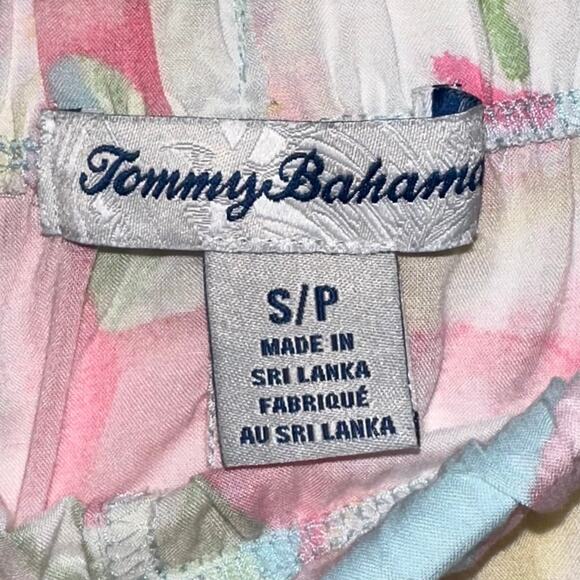 Tommy Bahama
S/P
MADE IN
SRI LANKA
FABRIQUÉ
AU SRI LANKA